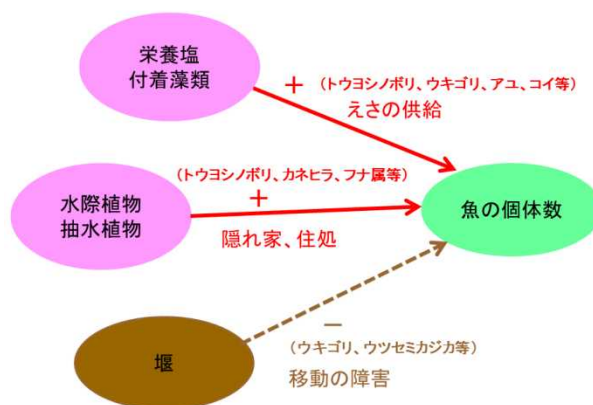 栄養塩
付着藻類
＋
（トウヨシノボリ、ウキゴリ、アユ、コイ等）
えさの供給
（トウヨシノボリ、カネヒラ、フナ属等）
＋
水際植物
抽水植物
隠れ家、住処
魚の個体数
堰
－
（ウキゴリ、ウツセミカジカ等）
移動の障害